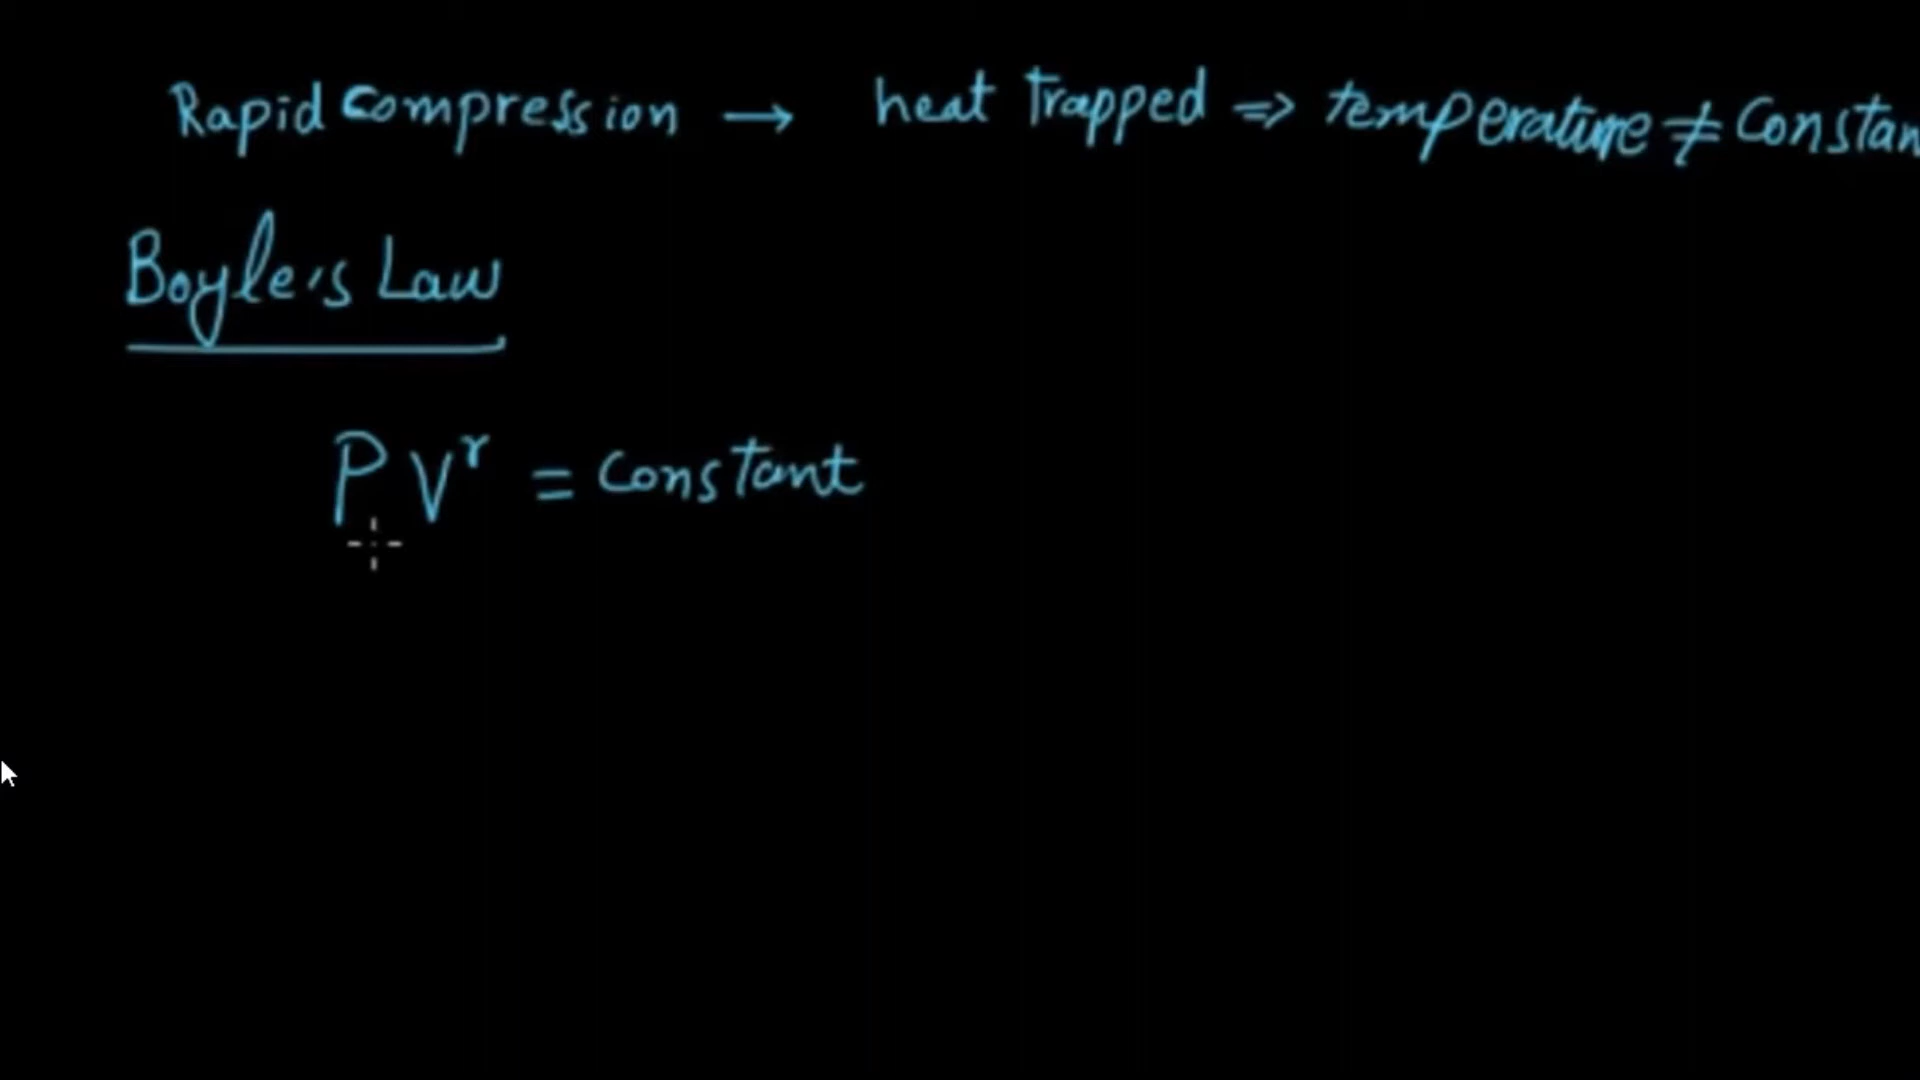 Rapid Compression → heat Trapped ⇒ temperature ≠ Constan
Boyle's Law
P V^r = Constant